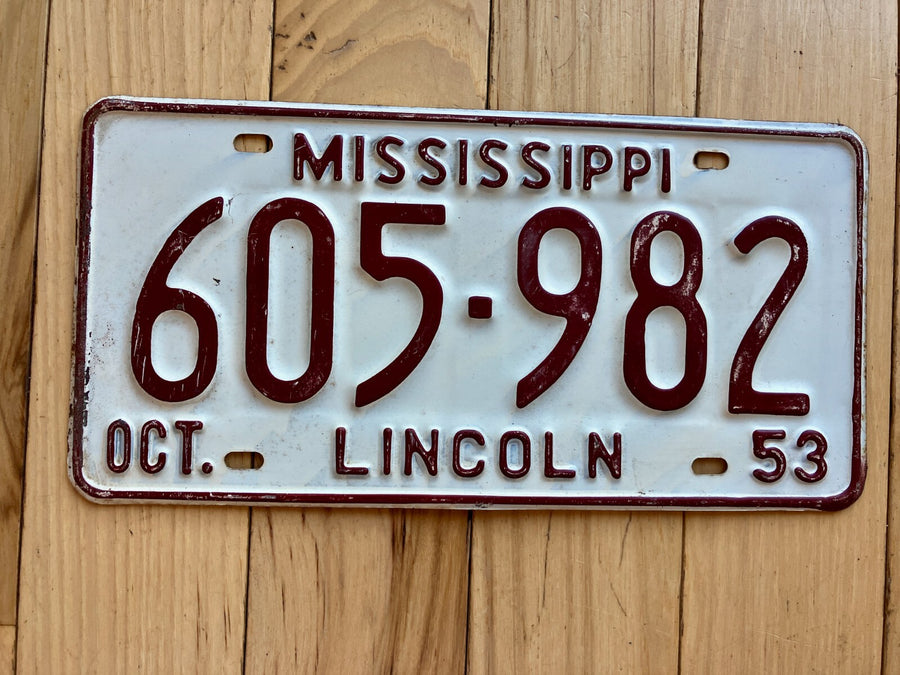 MISSISSIPPI
605·982
OCT. LINCOLN 53